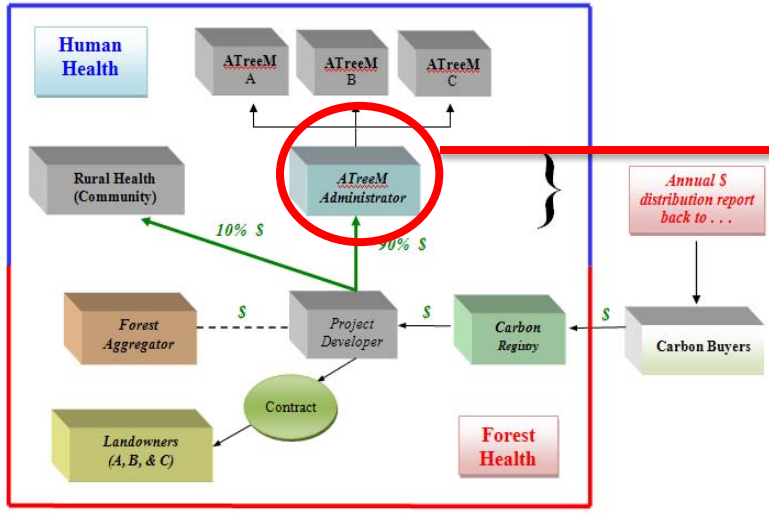 Human
Health
ATreeM
A
ATreeM
B
ATreeM
C
Rural Health
(Community)
ATreeM
Administrator
Annual $
distribution report
back to . . .
10% $
90% $
Forest
Aggregator
$
Project
Developer
$
Carbon
Registry
$
Carbon Buyers
Contract
Landowners
(A, B, & C)
Forest
Health